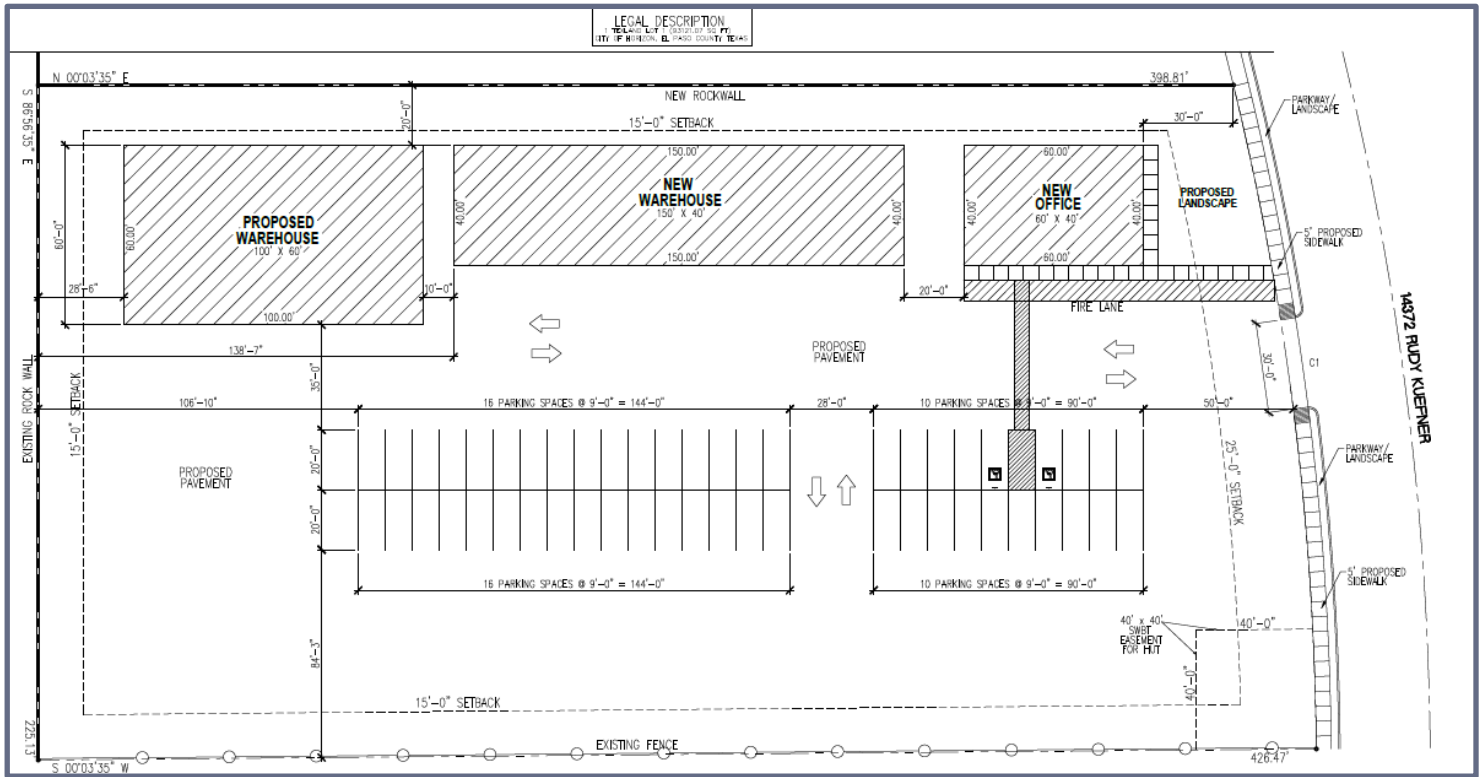 LEGAL DESCRIPTION
CITY OF HORIZON, EL PASO COUNTY TEXAS
N 00°03'35" E
398.81'
NEW ROCKWALL
S 86°56'35" E
20'-0"
15'-0" SETBACK
30'-0"
PARKWAY/
LANDSCAPE
150.00'
60.00'
NEW
WAREHOUSE
150' X 40'
40.00'
40.00'
150.00'
NEW
OFFICE
60' X 40'
40.00'
40.00'
60.00'
PROPOSED
LANDSCAPE
PROPOSED
WAREHOUSE
100' X 60'
60'-0"
60.00'
100.00'
5' PROPOSED
SIDEWALK
28'-6"
10'-0"
20'-0"
FIRE LANE
14372 RUDY KUEFNER
138'-7"
PROPOSED
PAVEMENT
30'-0"
C1
EXISTING ROCK WALL
15'-0" SETBACK
35'-0"
106'-10"
16 PARKING SPACES @ 9'-0" = 144'-0"
28'-0"
10 PARKING SPACES @ 9'-0" = 90'-0"
50'-0"
PROPOSED
PAVEMENT
20'-0"
20'-0"
25'-0" SETBACK
PARKWAY/
LANDSCAPE
16 PARKING SPACES @ 9'-0" = 144'-0"
10 PARKING SPACES @ 9'-0" = 90'-0"
5' PROPOSED
SIDEWALK
40' x 40'
SWBT
EASEMENT
FOR HUT
40'-0"
40'-0"
84'-3"
15'-0" SETBACK
225.13'
EXISTING FENCE
426.47'
S 00°03'35" W